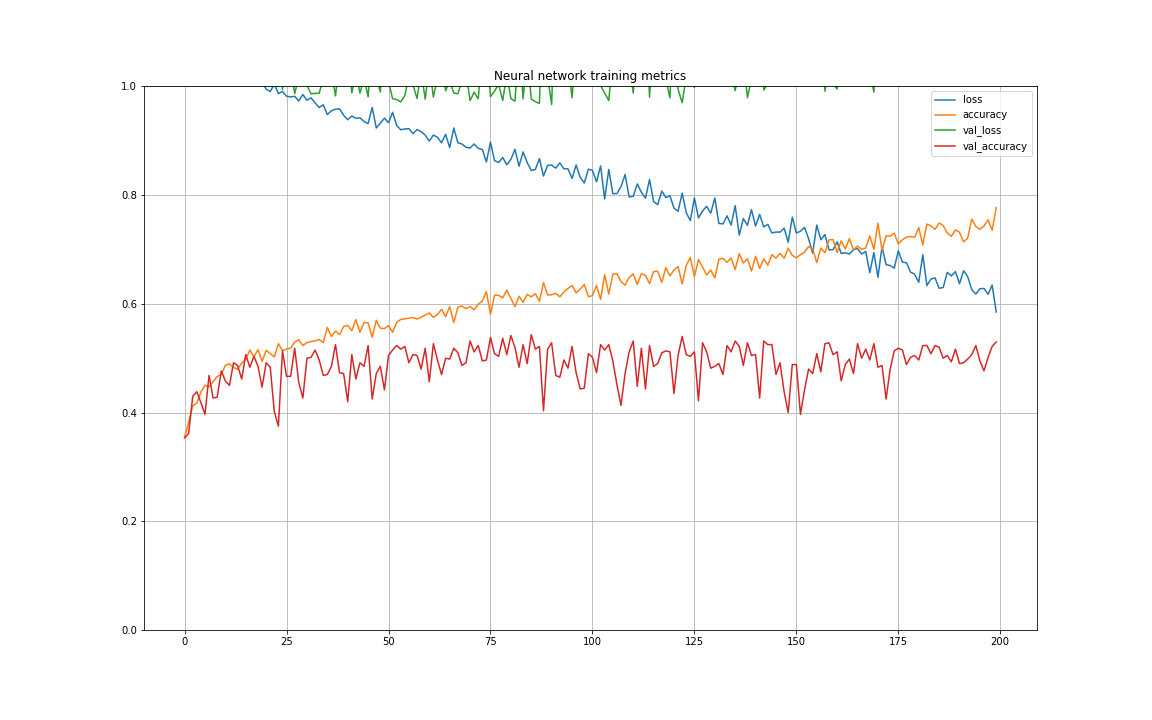 Neural network training metrics
1.0
0.8
0.6
0.4
0.2
0.0
loss
accuracy
val_loss
val_accuracy
0 25 50 75 100 125 150 175 200